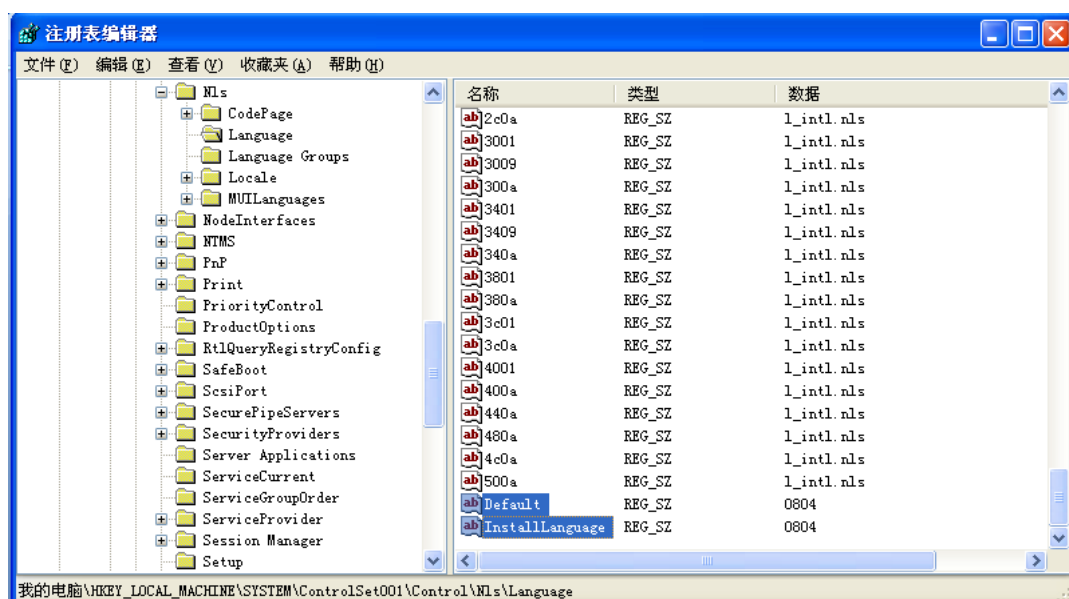 注册表编辑器
文件(F) 编辑(E) 查看(V) 收藏夹(A) 帮助(H)
Nls
CodePage
Language
Language Groups
Locale
MUILanguages
NodeInterfaces
NTMS
PnP
Print
PriorityControl
ProductOptions
RtlQueryRegistryConfig
SafeBoot
ScsiPort
SecurePipeServers
SecurityProviders
Server Applications
ServiceCurrent
ServiceGroupOrder
ServiceProvider
Session Manager
Setup
名称 类型 数据
2c0a REG_SZ l_intl.nls
3001 REG_SZ l_intl.nls
3009 REG_SZ l_intl.nls
300a REG_SZ l_intl.nls
3401 REG_SZ l_intl.nls
3409 REG_SZ l_intl.nls
340a REG_SZ l_intl.nls
3801 REG_SZ l_intl.nls
380a REG_SZ l_intl.nls
3c01 REG_SZ l_intl.nls
3c0a REG_SZ l_intl.nls
4001 REG_SZ l_intl.nls
400a REG_SZ l_intl.nls
440a REG_SZ l_intl.nls
480a REG_SZ l_intl.nls
4c0a REG_SZ l_intl.nls
500a REG_SZ l_intl.nls
Default REG_SZ 0804
InstallLanguage REG_SZ 0804
我的电脑\HKEY_LOCAL_MACHINE\SYSTEM\ControlSet001\Control\Nls\Language